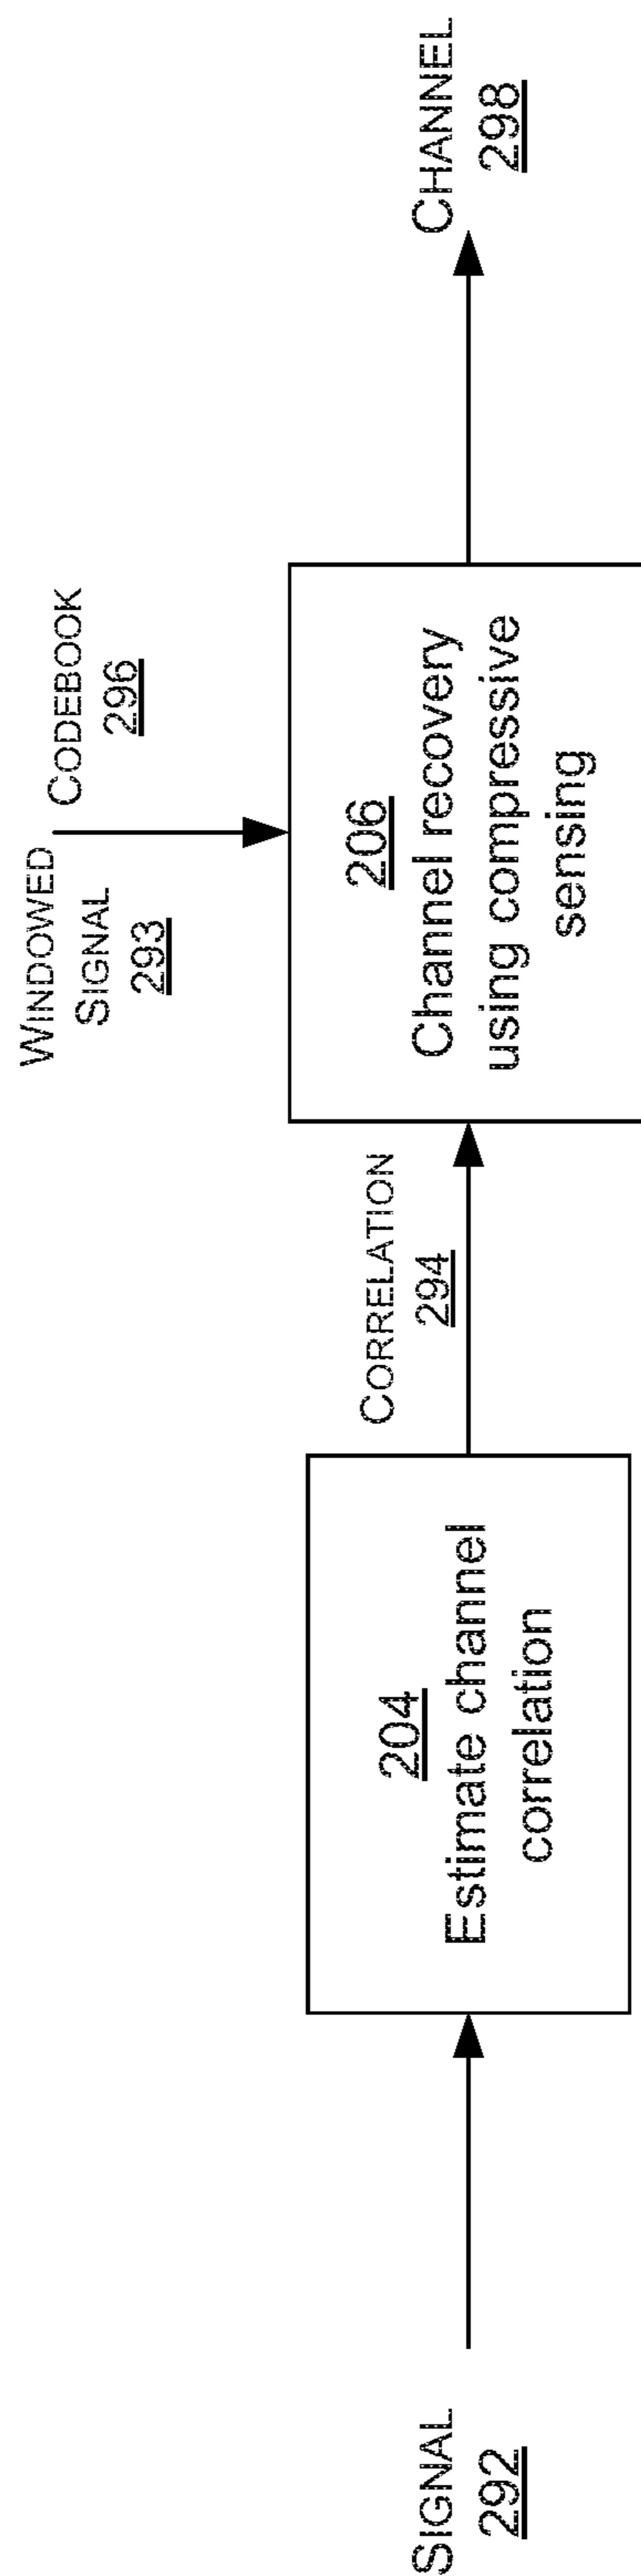 SIGNAL
292
204
Estimate channel
correlation
CORRELATION
294
WINDOWED
SIGNAL
293
CODEBOOK
296
206
Channel recovery
using compressive
sensing
CHANNEL
298